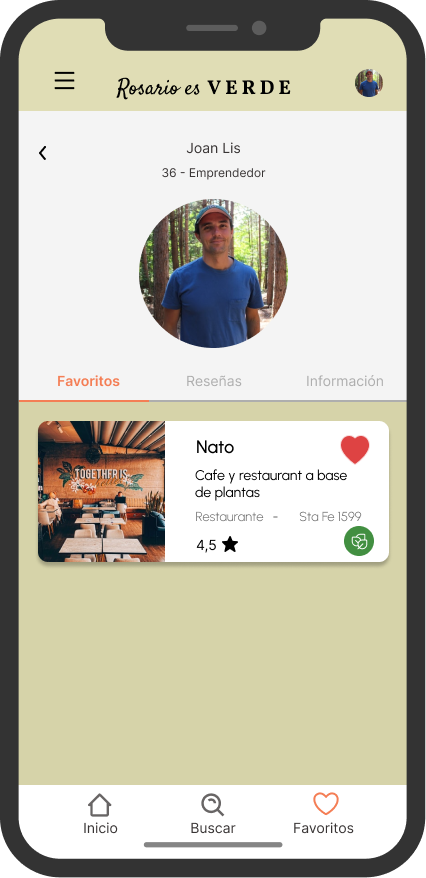 Rosario es VERDE
Joan Lis
36 - Emprendedor
Favoritos Reseñas Información
TOGETHER IS
Nato
Cafe y restaurant a base
de plantas
Restaurante - Sta Fe 1599
4,5
Inicio Buscar Favoritos